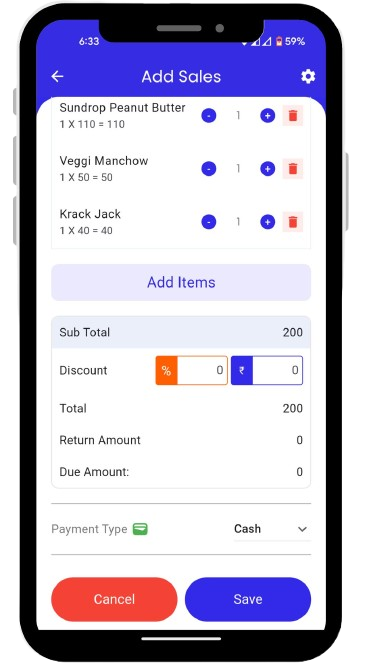 6:33
59%
Add Sales
Sundrop Peanut Butter
1 X 110 = 110
- 1 +
Veggi Manchow
1 X 50 = 50
- 1 +
Krack Jack
1 X 40 = 40
- 1 +
Add Items
Sub Total 200
Discount % 0 ₹ 0
Total 200
Return Amount 0
Due Amount: 0
Payment Type Cash
Cancel Save